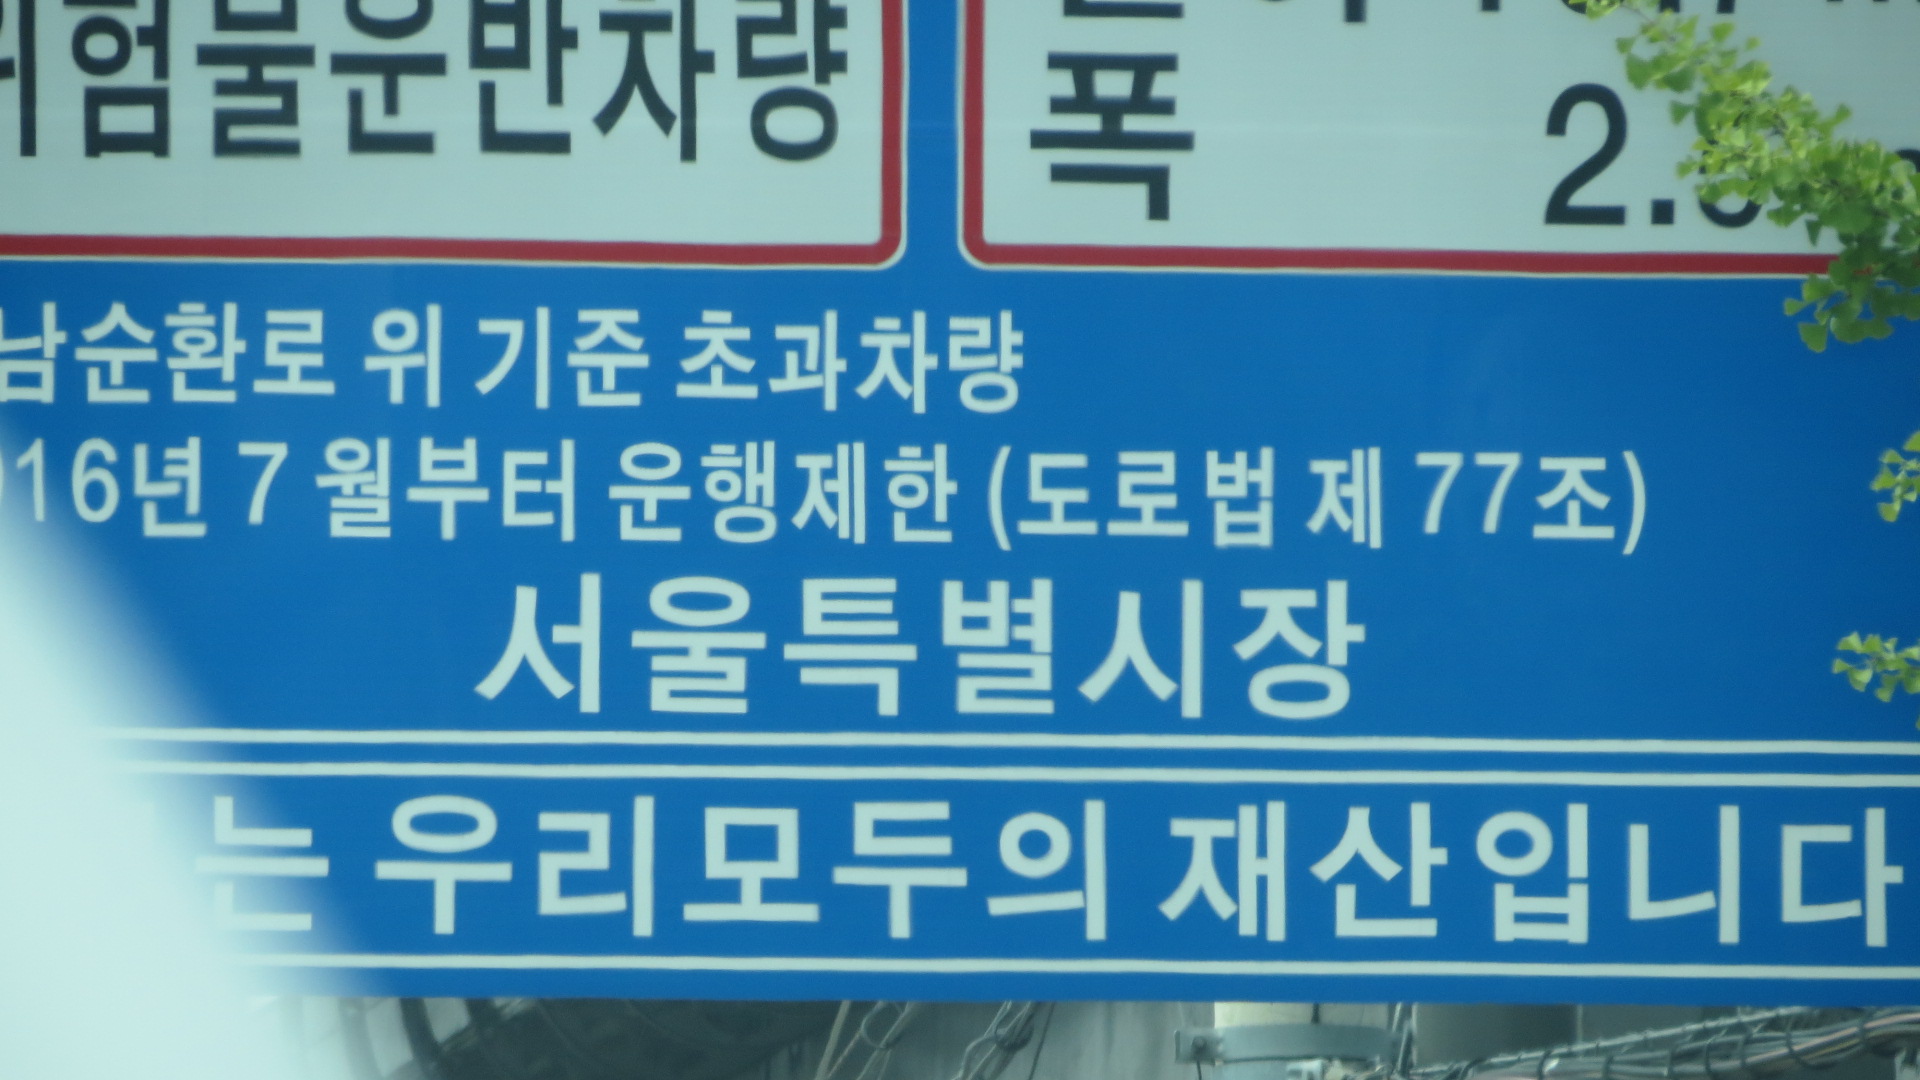 위험물운반차량
폭 2.
남순환로 위 기준 초과차량
16년 7월부터 운행제한 (도로법 제 77조)
서울특별시장
는 우리모두의 재산입니다